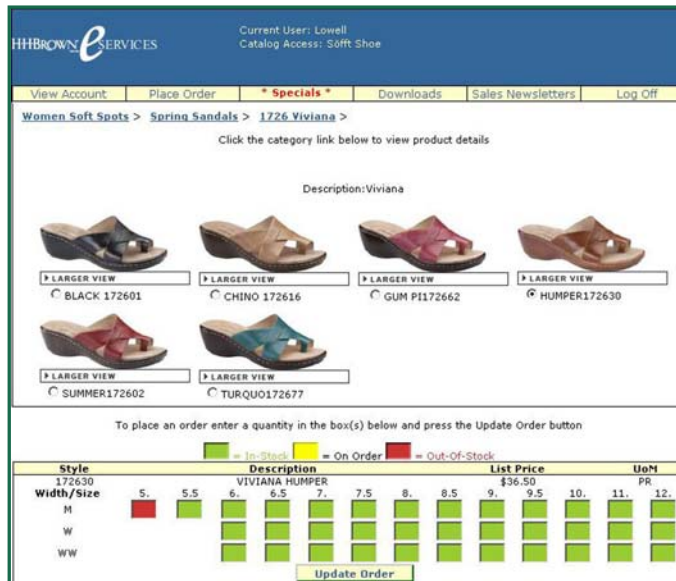 Current User: Lowell
HHBROWN eSERVICES
Catalog Access: Söfft Shoe
View Account Place Order * Specials * Downloads Sales Newsletters Log Off
Women Soft Spots > Spring Sandals > 1726 Viviana >
Click the category link below to view product details
Description:Viviana
LARGER VIEW LARGER VIEW LARGER VIEW LARGER VIEW
BLACK 172601 CHINO 172616 GUM PI172662 HUMPER172630
LARGER VIEW LARGER VIEW
SUMMER172602 TURQUO172677
To place an order enter a quantity in the box(s) below and press the Update Order button
= In-Stock = On Order = Out-Of-Stock
Style Description List Price UoM
172630 VIVIANA HUMPER $36.50 PR
Width/Size 5. 5.5 6. 6.5 7. 7.5 8. 8.5 9. 9.5 10. 11. 12.
M
W
WW
Update Order